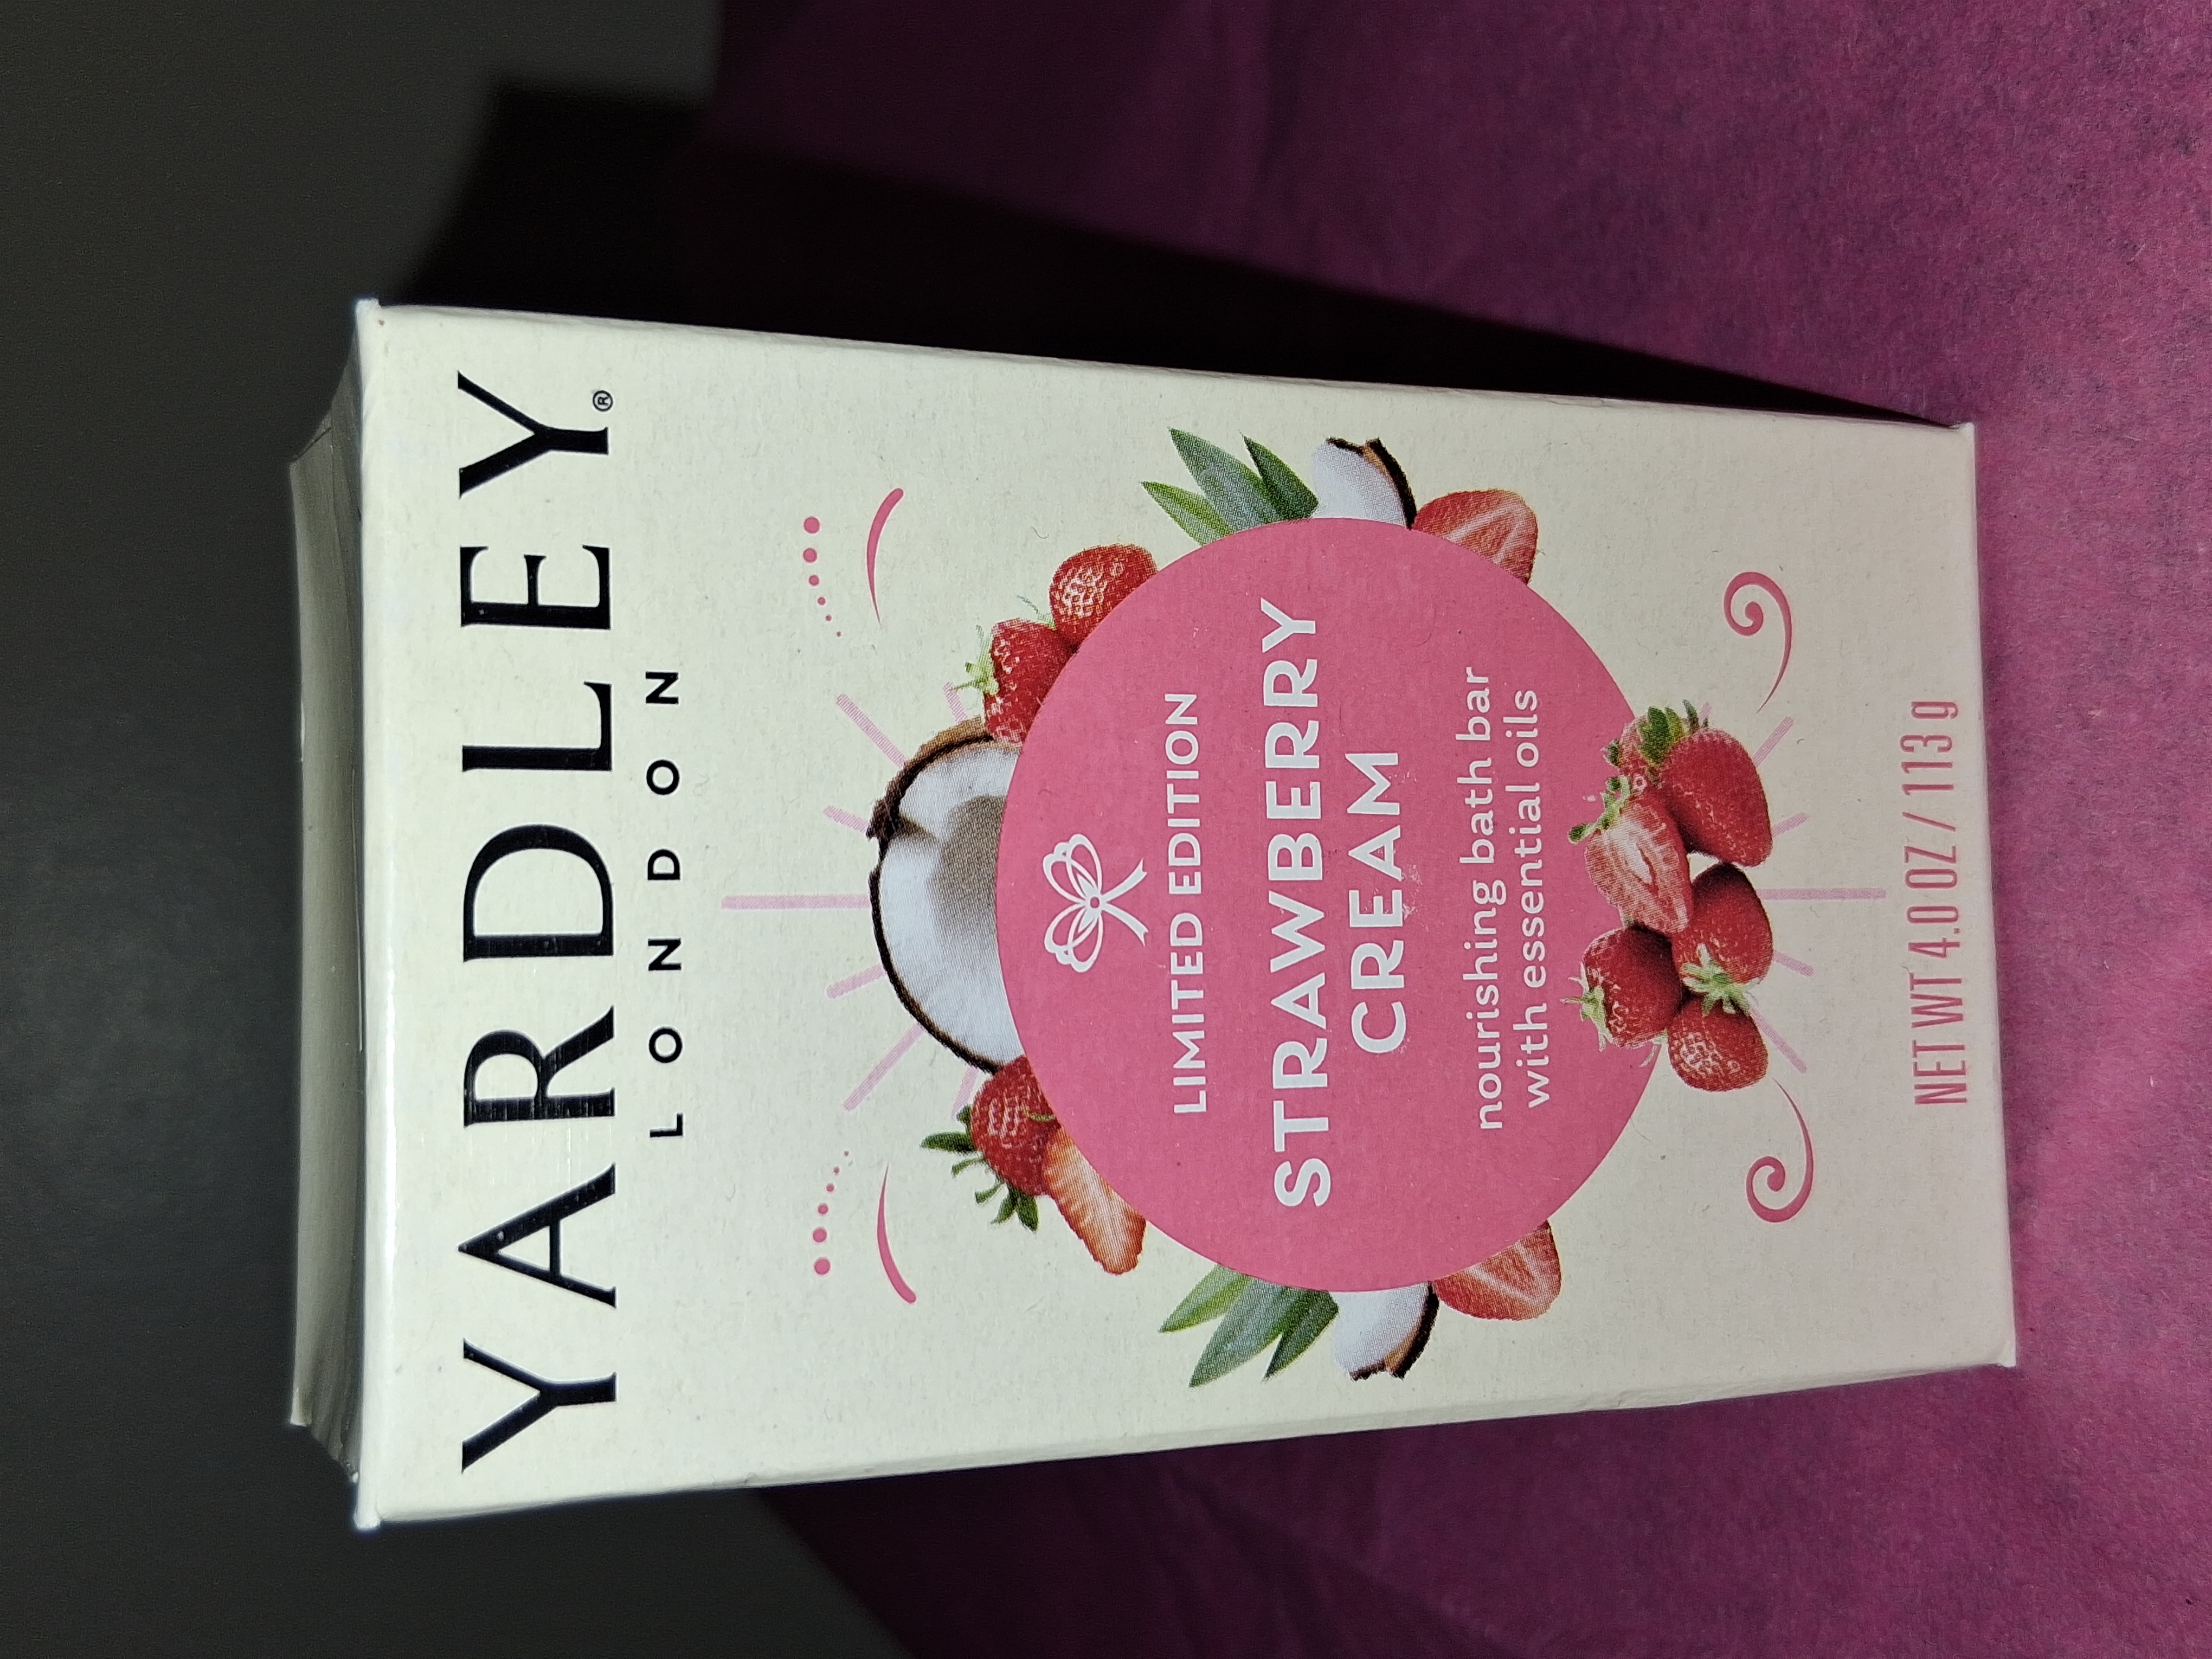 YARDLEY®
LONDON
LIMITED EDITION
STRAWBERRY
CREAM
nourishing bath bar
with essential oils
NET WT 4.0 OZ / 113 g